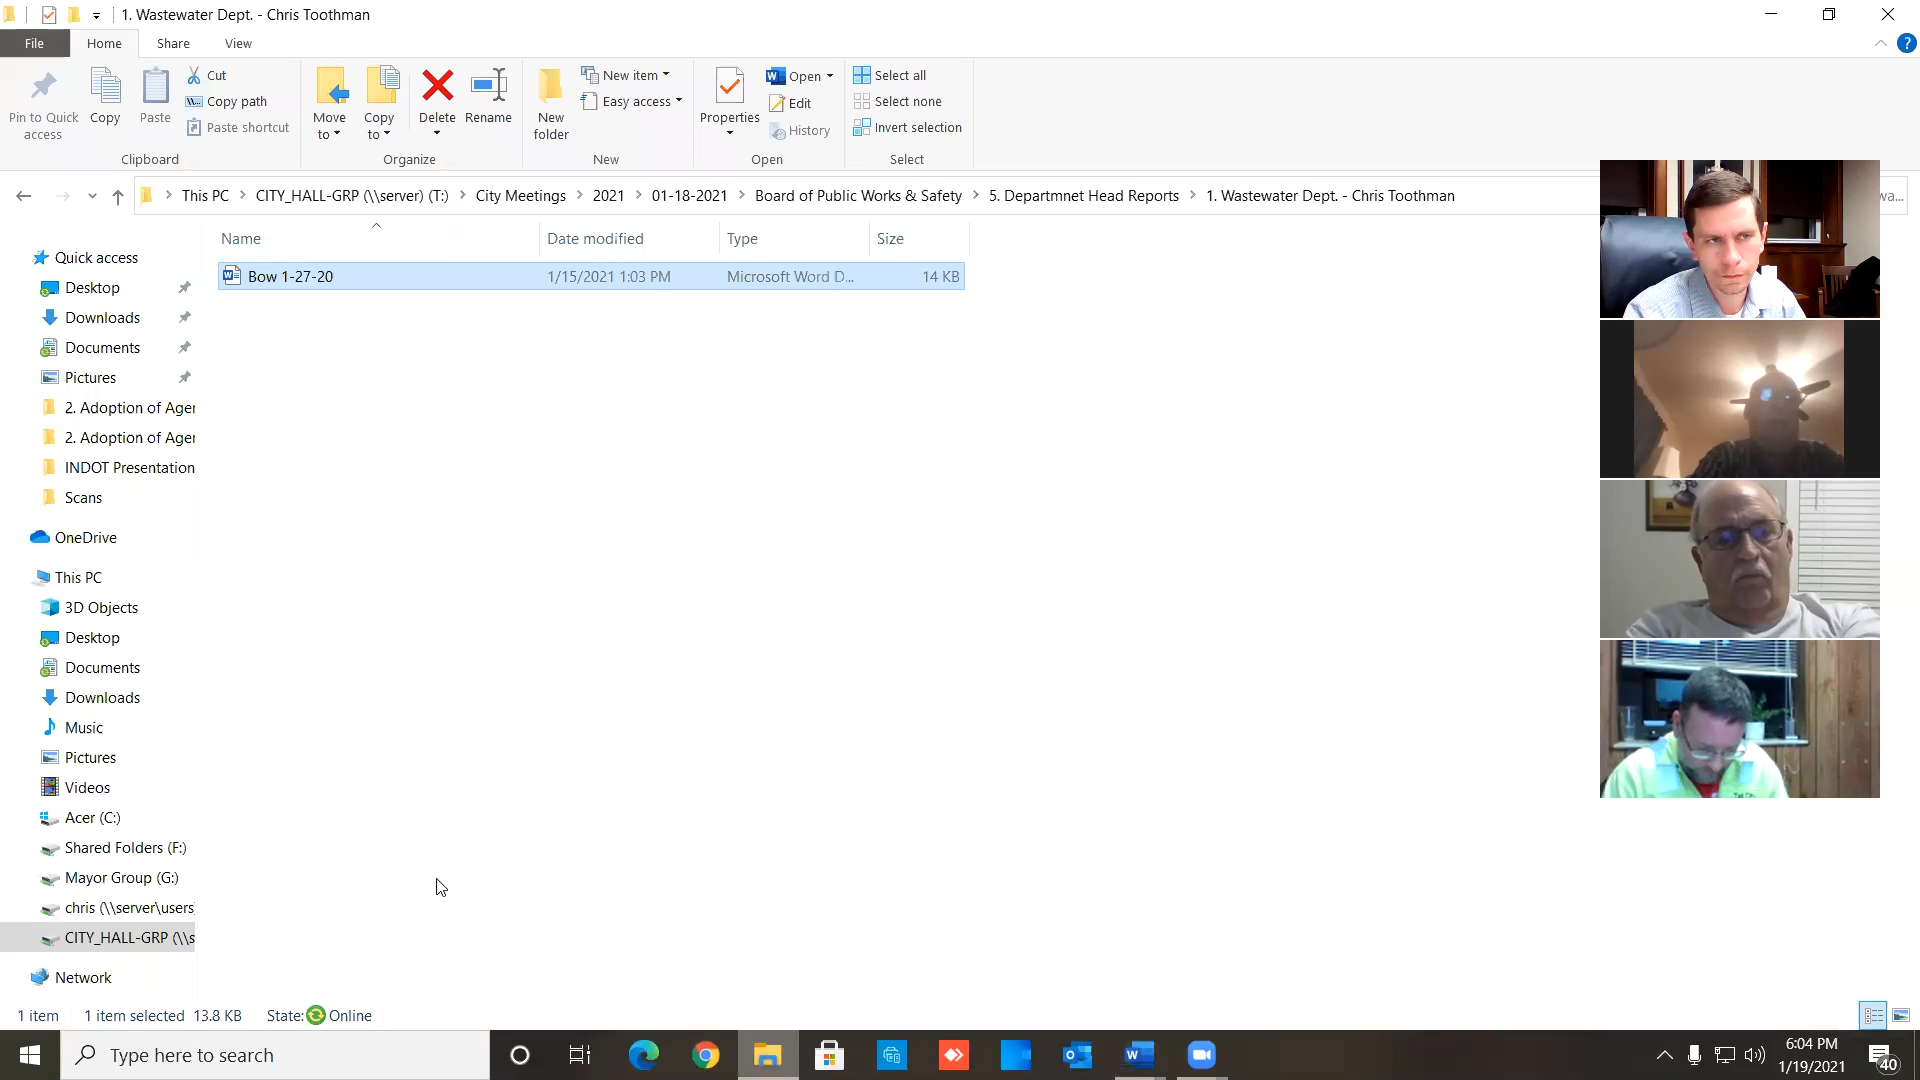 1. Wastewater Dept. - Chris Toothman
File
Home
Share
View
?
Pin to Quick access
Copy
Paste
Cut
Copy path
Paste shortcut
Clipboard
Move to
Copy to
Delete
Rename
Organize
New folder
New item
Easy access
New
Properties
Open
Edit
History
Open
Select all
Select none
Invert selection
Select
This PC > CITY_HALL-GRP (\\server) (T:) > City Meetings > 2021 > 01-18-2021 > Board of Public Works & Safety > 5. Departmnet Head Reports > 1. Wastewater Dept. - Chris Toothman
wa...
Name
Date modified
Type
Size
Bow 1-27-20
1/15/2021 1:03 PM
Microsoft Word D...
14 KB
Quick access
Desktop
Downloads
Documents
Pictures
2. Adoption of Ager
2. Adoption of Ager
INDOT Presentation
Scans
OneDrive
This PC
3D Objects
Desktop
Documents
Downloads
Music
Pictures
Videos
Acer (C:)
Shared Folders (F:)
Mayor Group (G:)
chris (\\server\users
CITY_HALL-GRP (\\s
Network
1 item
1 item selected 13.8 KB
State: Online
Type here to search
6:04 PM
1/19/2021
40